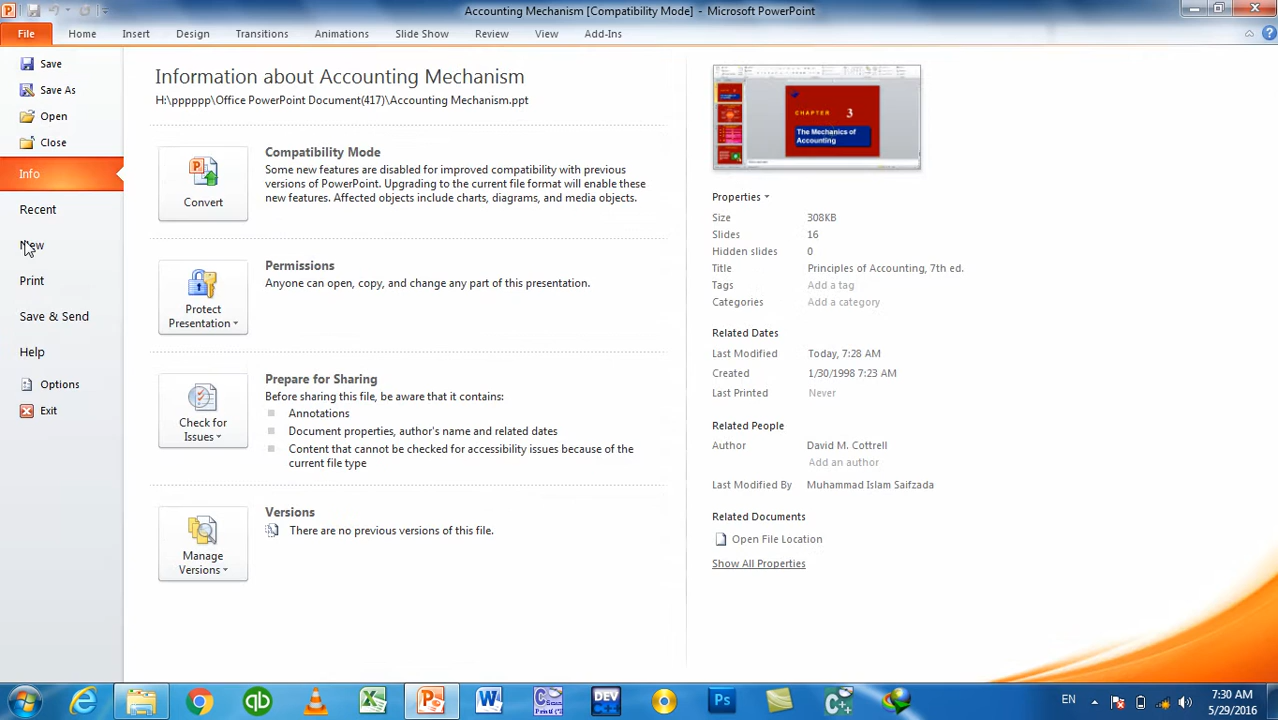 Accounting Mechanism [Compatibility Mode] - Microsoft PowerPoint
File Home Insert Design Transitions Animations Slide Show Review View Add-Ins
Save
Save As
Open
Close
Info
Recent
New
Print
Save & Send
Help
Options
Exit
Information about Accounting Mechanism
H:\pppppp\Office PowerPoint Document(417)\Accounting Mechanism.ppt
Convert
Compatibility Mode
Some new features are disabled for improved compatibility with previous
versions of PowerPoint. Upgrading to the current file format will enable these
new features. Affected objects include charts, diagrams, and media objects.
Protect
Presentation
Permissions
Anyone can open, copy, and change any part of this presentation.
Check for
Issues
Prepare for Sharing
Before sharing this file, be aware that it contains:
Annotations
Document properties, author's name and related dates
Content that cannot be checked for accessibility issues because of the
current file type
Manage
Versions
Versions
There are no previous versions of this file.
CHAPTER 3
The Mechanics of
Accounting
Properties
Size 308KB
Slides 16
Hidden slides 0
Title Principles of Accounting, 7th ed.
Tags Add a tag
Categories Add a category
Related Dates
Last Modified Today, 7:28 AM
Created 1/30/1998 7:23 AM
Last Printed Never
Related People
Author David M. Cottrell
Add an author
Last Modified By Muhammad Islam Saifzada
Related Documents
Open File Location
Show All Properties
EN
7:30 AM
5/29/2016